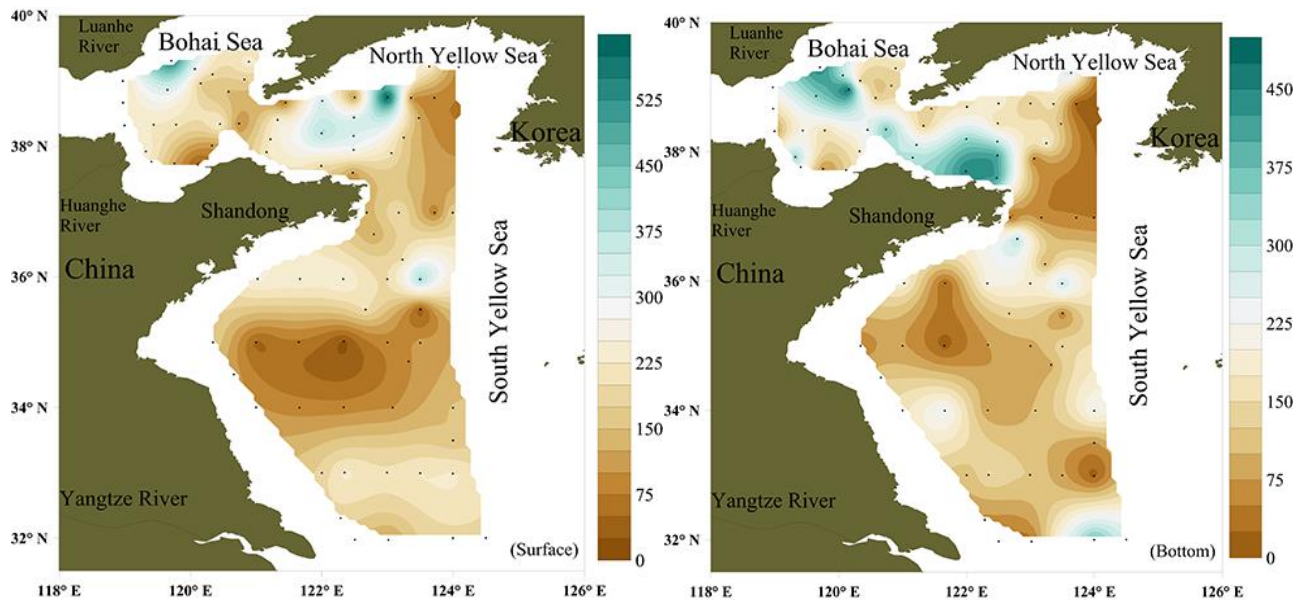 40° N
38° N
36° N
34° N
32° N
118° E
120° E
122° E
124° E
126° E
Luanhe
River
Bohai Sea
North Yellow Sea
Korea
Huanghe
River
Shandong
China
South Yellow Sea
Yangtze River
(Surface)
525
450
375
300
225
150
75
0
40° N
38° N
36° N
34° N
32° N
118° E
120° E
122° E
124° E
126° E
Luanhe
River
Bohai Sea
North Yellow Sea
Korea
Huanghe
River
Shandong
China
South Yellow Sea
Yangtze River
(Bottom)
450
375
300
225
150
75
0